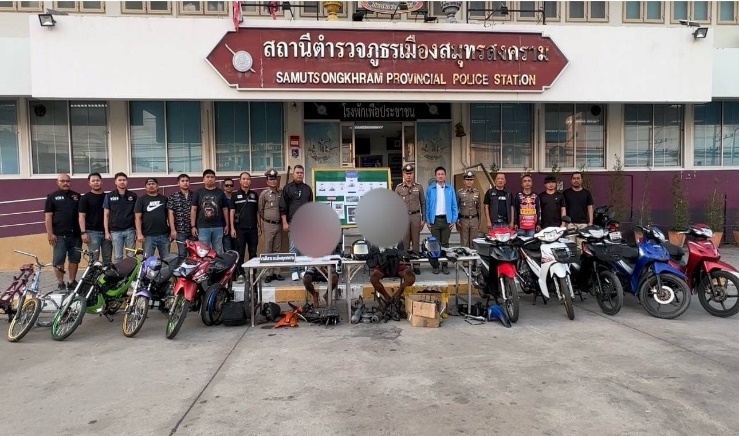 สถานีตำรวจภูธรเมืองสมุทรสงคราม
SAMUTSONGKHRAM PROVINCIAL POLICE STATION
โรงพักเพื่อประชาชน